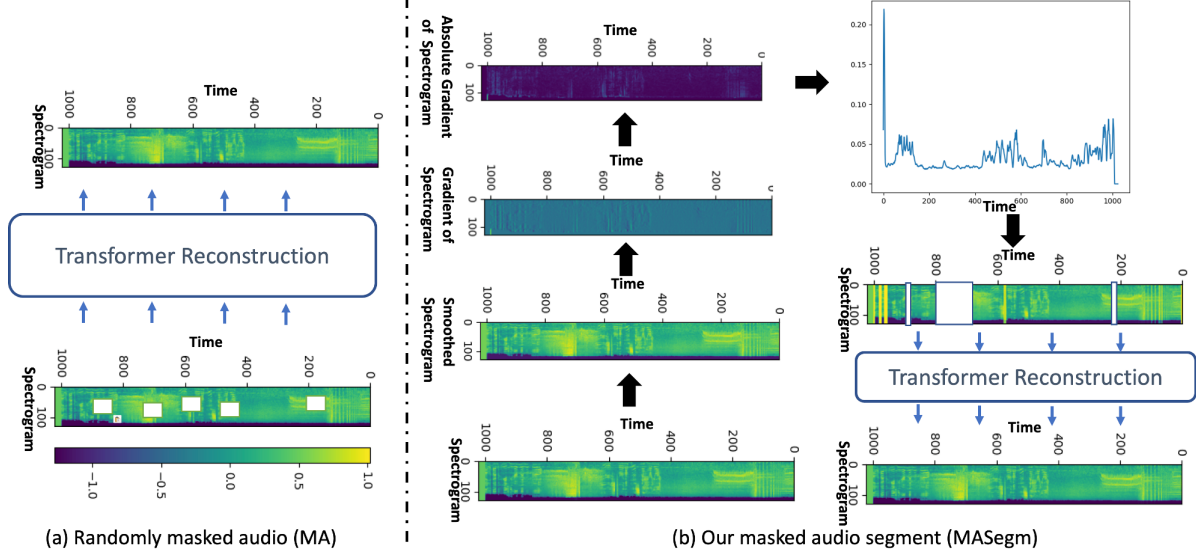 Time
1000 800 600 400 200 0
0 100
Spectrogram
Transformer Reconstruction
Time
1000 800 600 400 200 0
0 100
Spectrogram
-1.0 -0.5 0.0 0.5 1.0
(a) Randomly masked audio (MA)
Absolute Gradient
of Spectrogram
Time
1000 800 600 400 200 0
0 100
Gradient of
Spectrogram
Time
1000 800 600 400 200 0
0 100
Smoothed
Spectrogram
Time
1000 800 600 400 200 0
0 100
Spectrogram
Time
1000 800 600 400 200 0
0 100
0.20
0.15
0.10
0.05
0.00
0 200 400 600 800 1000
Time
Time
1000 800 600 400 200 0
0 100
Spectrogram
Transformer Reconstruction
Time
1000 800 600 400 200 0
0 100
Spectrogram
(b) Our masked audio segment (MASegm)